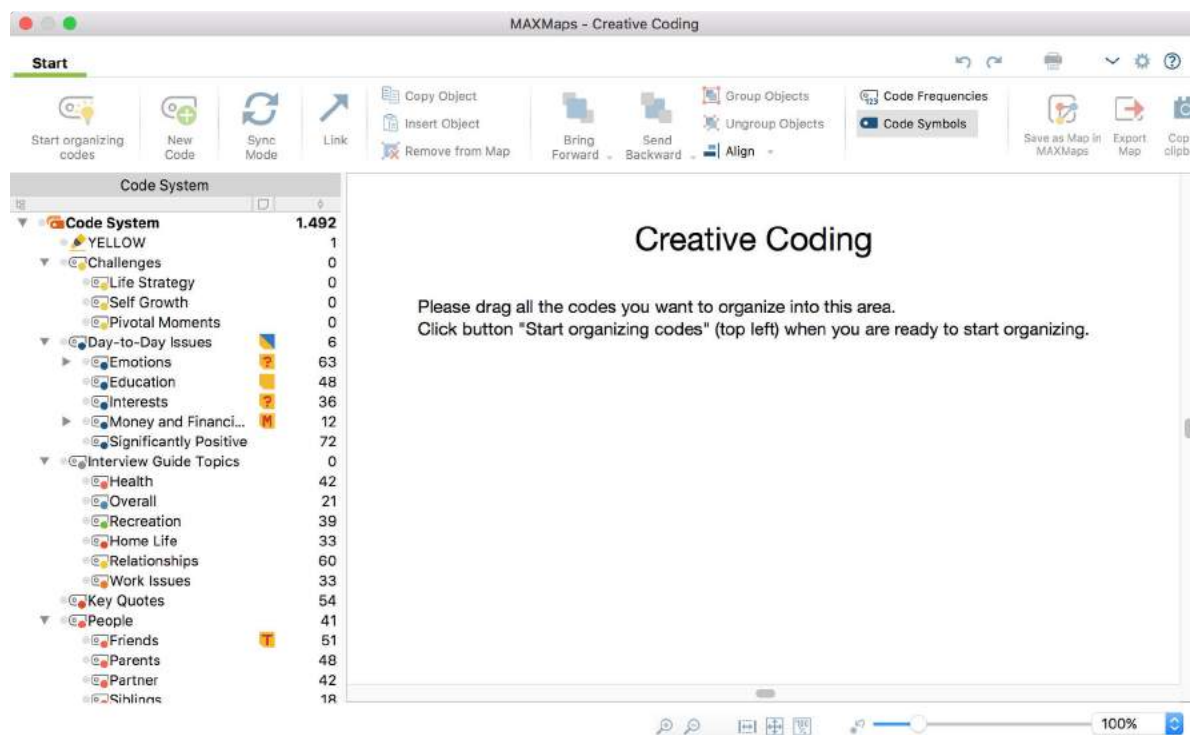 MAXMaps - Creative Coding
Start
Start organizing codes
New Code
Sync Mode
Link
Copy Object
Insert Object
Remove from Map
Bring Forward
Send Backward
Group Objects
Ungroup Objects
Align
Code Frequencies
Code Symbols
Save as Map in MAXMaps
Export Map
Cop
clipb
Code System
Code System 1.492
YELLOW 1
Challenges 0
Life Strategy 0
Self Growth 0
Pivotal Moments 0
Day-to-Day Issues 6
Emotions ? 63
Education 48
Interests ? 36
Money and Financi... M 12
Significantly Positive 72
Interview Guide Topics 0
Health 42
Overall 21
Recreation 39
Home Life 33
Relationships 60
Work Issues 33
Key Quotes 54
People 41
Friends T 51
Parents 48
Partner 42
Siblings 18
Creative Coding
Please drag all the codes you want to organize into this area.
Click button "Start organizing codes" (top left) when you are ready to start organizing.
100%